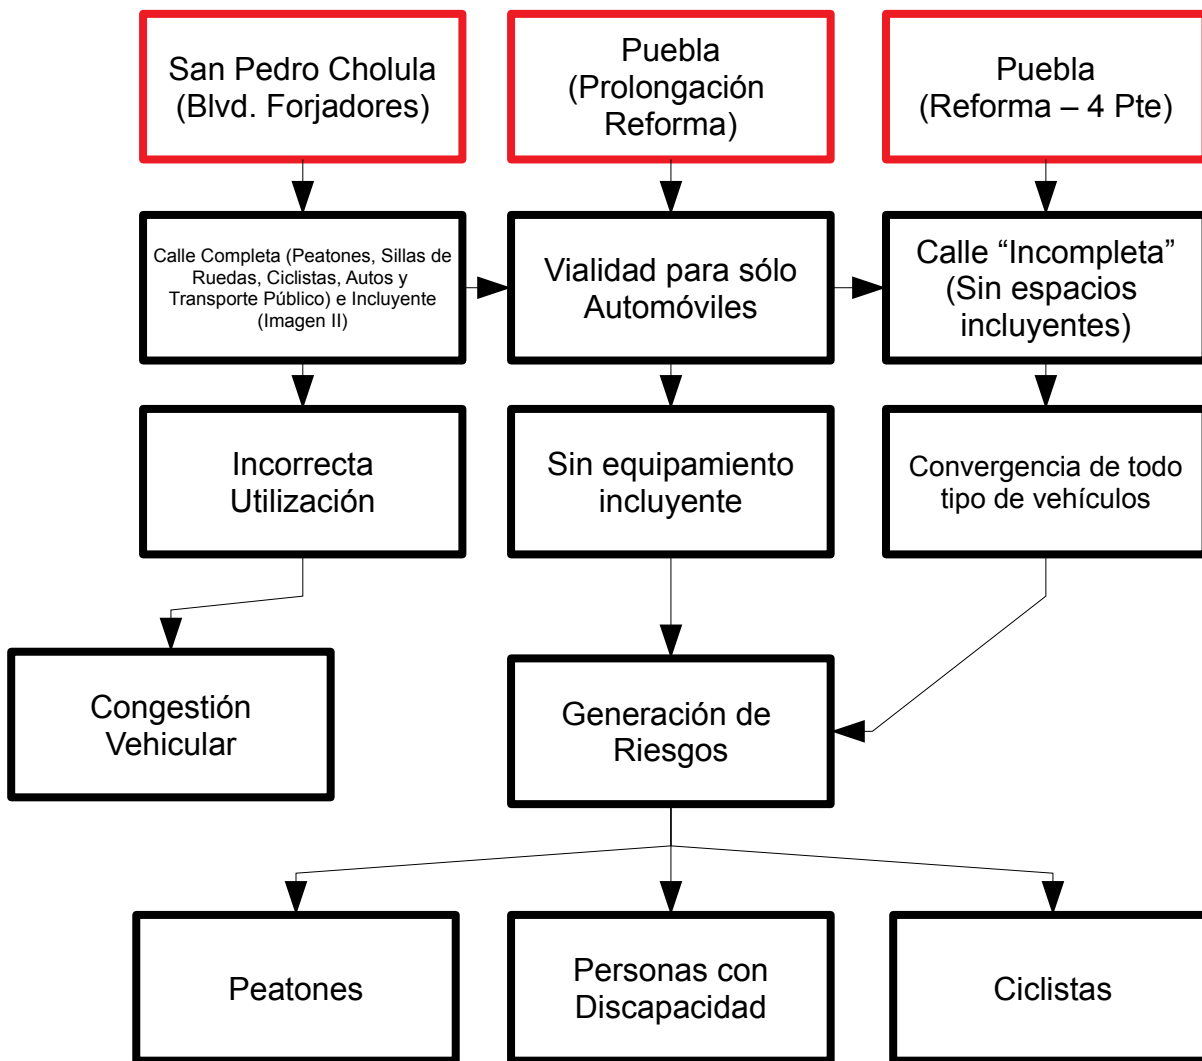 San Pedro Cholula
(Blvd. Forjadores)
Puebla
(Prolongación
Reforma)
Puebla
(Reforma – 4 Pte)
Calle Completa (Peatones, Sillas de
Ruedas, Ciclistas, Autos y
Transporte Público) e Incluyente
(Imagen II)
Vialidad para sólo
Automóviles
Calle “Incompleta”
(Sin espacios
incluyentes)
Incorrecta
Utilización
Sin equipamiento
incluyente
Convergencia de todo
tipo de vehículos
Congestión
Vehicular
Generación de
Riesgos
Peatones
Personas con
Discapacidad
Ciclistas